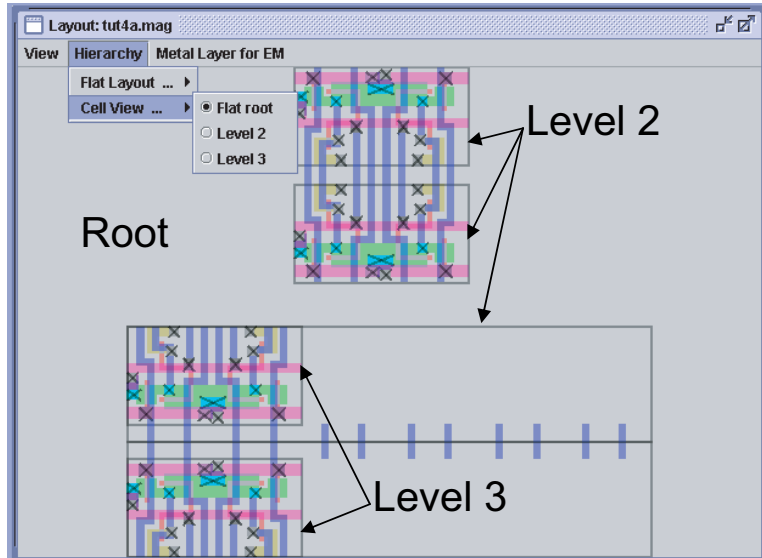 Layout: tut4a.mag
View Hierarchy Metal Layer for EM
Flat Layout ...
Cell View ...
Flat root
Level 2
Level 3
Level 2
Root
Level 3